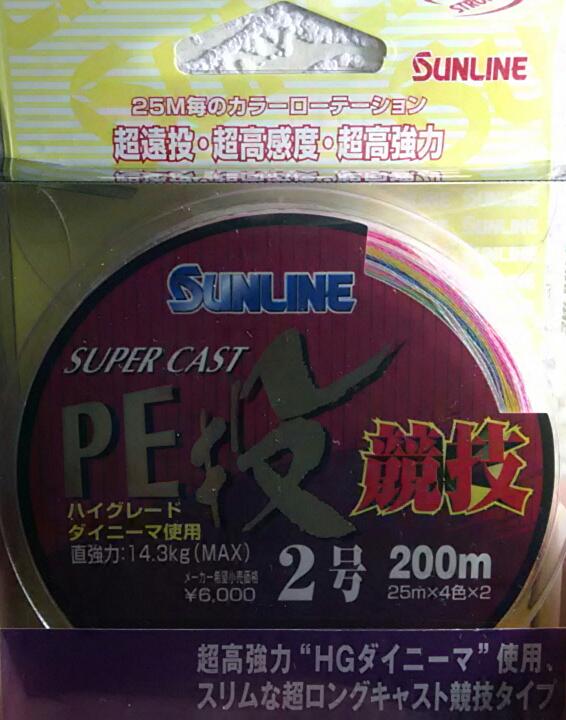 SUNLINE
25M毎のカラーローテーション
超遠投・超高感度・超高強力
SUNLINE
SUPER CAST
PE投 競技
ハイグレード
ダイニーマ使用
直強力:14.3kg(MAX)
メーカー希望小売価格
¥6,000
2号
200m
25m×4色×2
超高強力“HGダイニーマ”使用、
スリムな超ロングキャスト競技タイプ